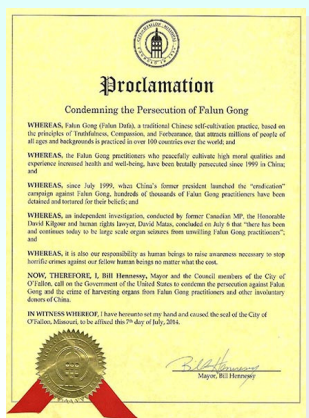 Proclamation
Condemning the Persecution of Falun Gong
WHEREAS, Falun Gong (Falun Dafa), a traditional Chinese self-cultivation practice, based on
the principles of Truthfulness, Compassion, and Forbearance, that attracts millions of people of
all ages and backgrounds is practiced in over 100 countries over the world; and
WHEREAS, the Falun Gong practitioners who peacefully cultivate high moral qualities and
experience increased health and well-being, have been brutally persecuted since 1999 in China;
and
WHEREAS, since July 1999, when China's former president launched the "eradication"
campaign against Falun Gong, hundreds of thousands of Falun Gong practitioners have been
detained and tortured for their beliefs; and
WHEREAS, an independent investigation, conducted by former Canadian MP, the Honorable
David Kilgour and human rights lawyer, David Matas, concluded on July 6 that "there has been
and continues today to be large scale organ seizures from unwilling Falun Gong practitioners";
and
WHEREAS, it is also our responsibility as human beings to raise awareness necessary to stop
horrific crimes against our fellow human beings no matter what the cost.
NOW, THEREFORE, I, Bill Hennessy, Mayor and the Council members of the City of
O'Fallon, call on the Government of the United States to condemn the persecution against Falun
Gong and the crime of harvesting organs from Falun Gong practitioners and other involuntary
donors of China.
IN WITNESS WHEREOF, I have hereunto set my hand and caused the seal of the City of
O'Fallon, Missouri, to be affixed this 7th day of July, 2014.
Bill Hennessy
Mayor, Bill Hennessy